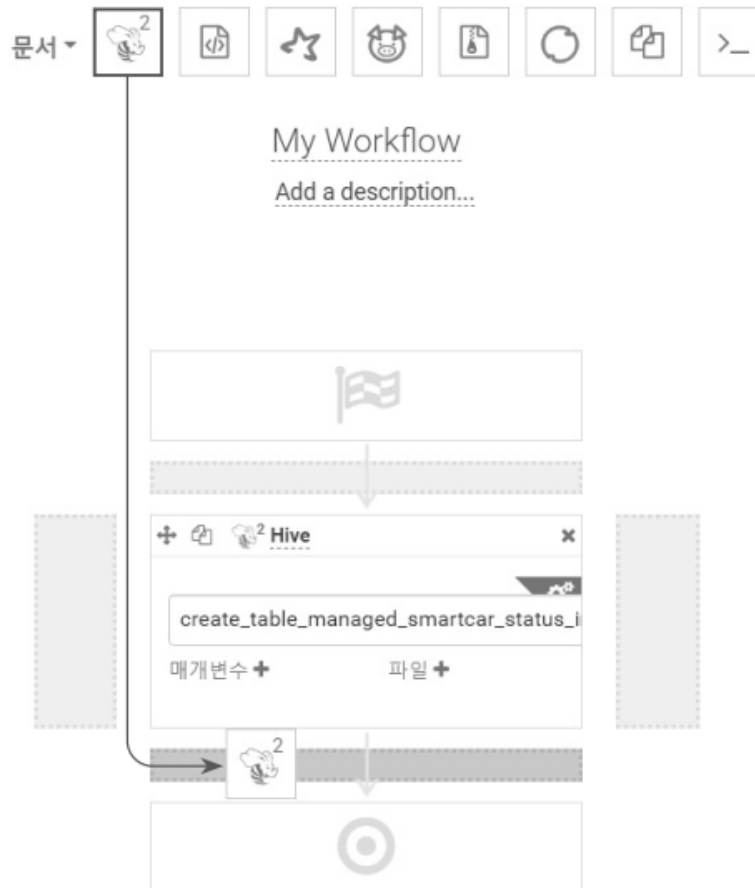 문서
2
</>
>_
My Workflow
Add a description...
2 Hive
create_table_managed_smartcar_status_i
매개변수 파일
2